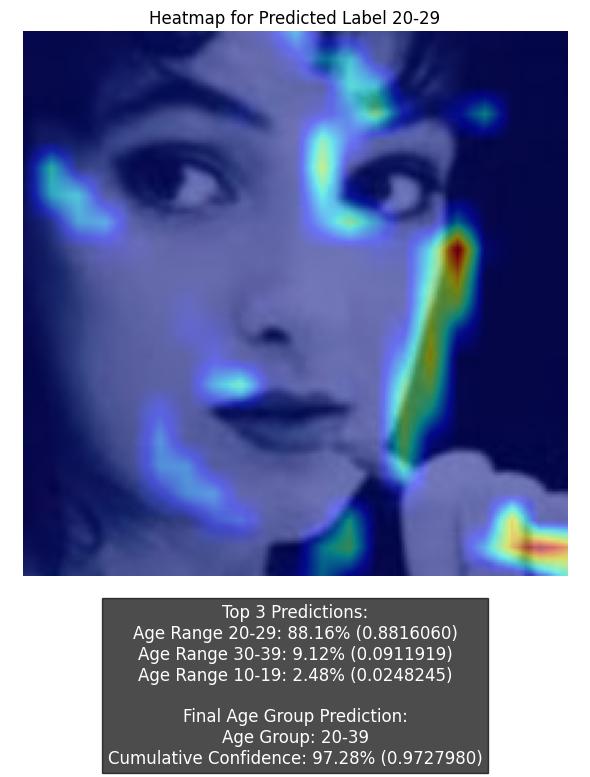 Heatmap for Predicted Label 20-29
Top 3 Predictions:
Age Range 20-29: 88.16% (0.8816060)
Age Range 30-39: 9.12% (0.0911919)
Age Range 10-19: 2.48% (0.0248245)
Final Age Group Prediction:
Age Group: 20-39
Cumulative Confidence: 97.28% (0.9727980)